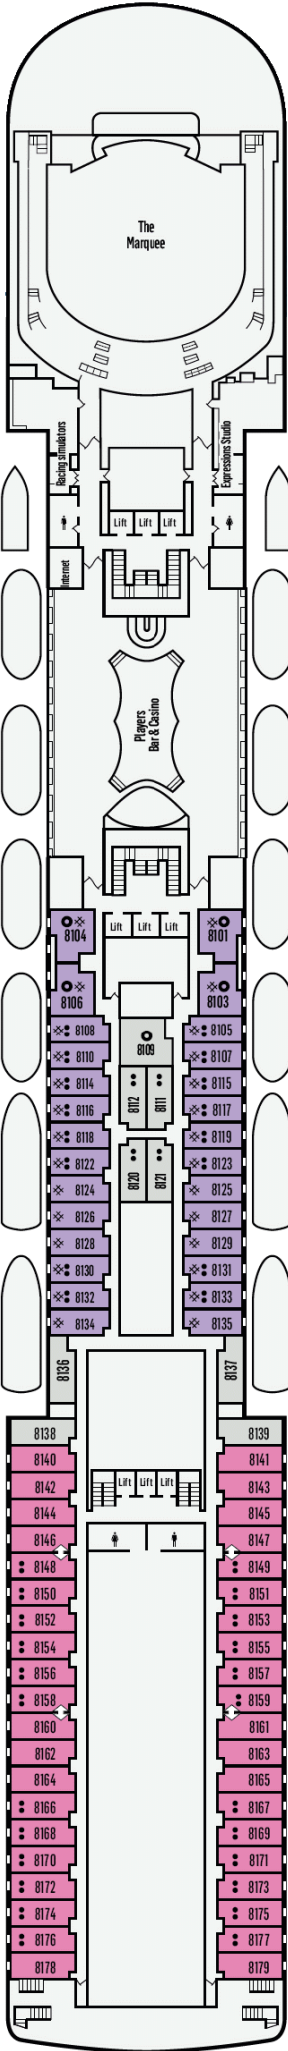 The
Marquee
Racing simulators
Expressions Studio
Lift Lift Lift
Internet
Players
Bar & Casino
Lift Lift Lift
8104 8101
8106 8103
8108 8105
8109
8110 8107
8114 8112 8111 8115
8116 8117
8118 8119
8122 8120 8121 8123
8124 8125
8126 8127
8128 8129
8130 8131
8132 8133
8134 8135
8136 8137
8138 8139
8140 8141
8142 8143
Lift Lift Lift
8144 8145
8146 8147
8148 8149
8150 8151
8152 8153
8154 8155
8156 8157
8158 8159
8160 8161
8162 8163
8164 8165
8166 8167
8168 8169
8170 8171
8172 8173
8174 8175
8176 8177
8178 8179